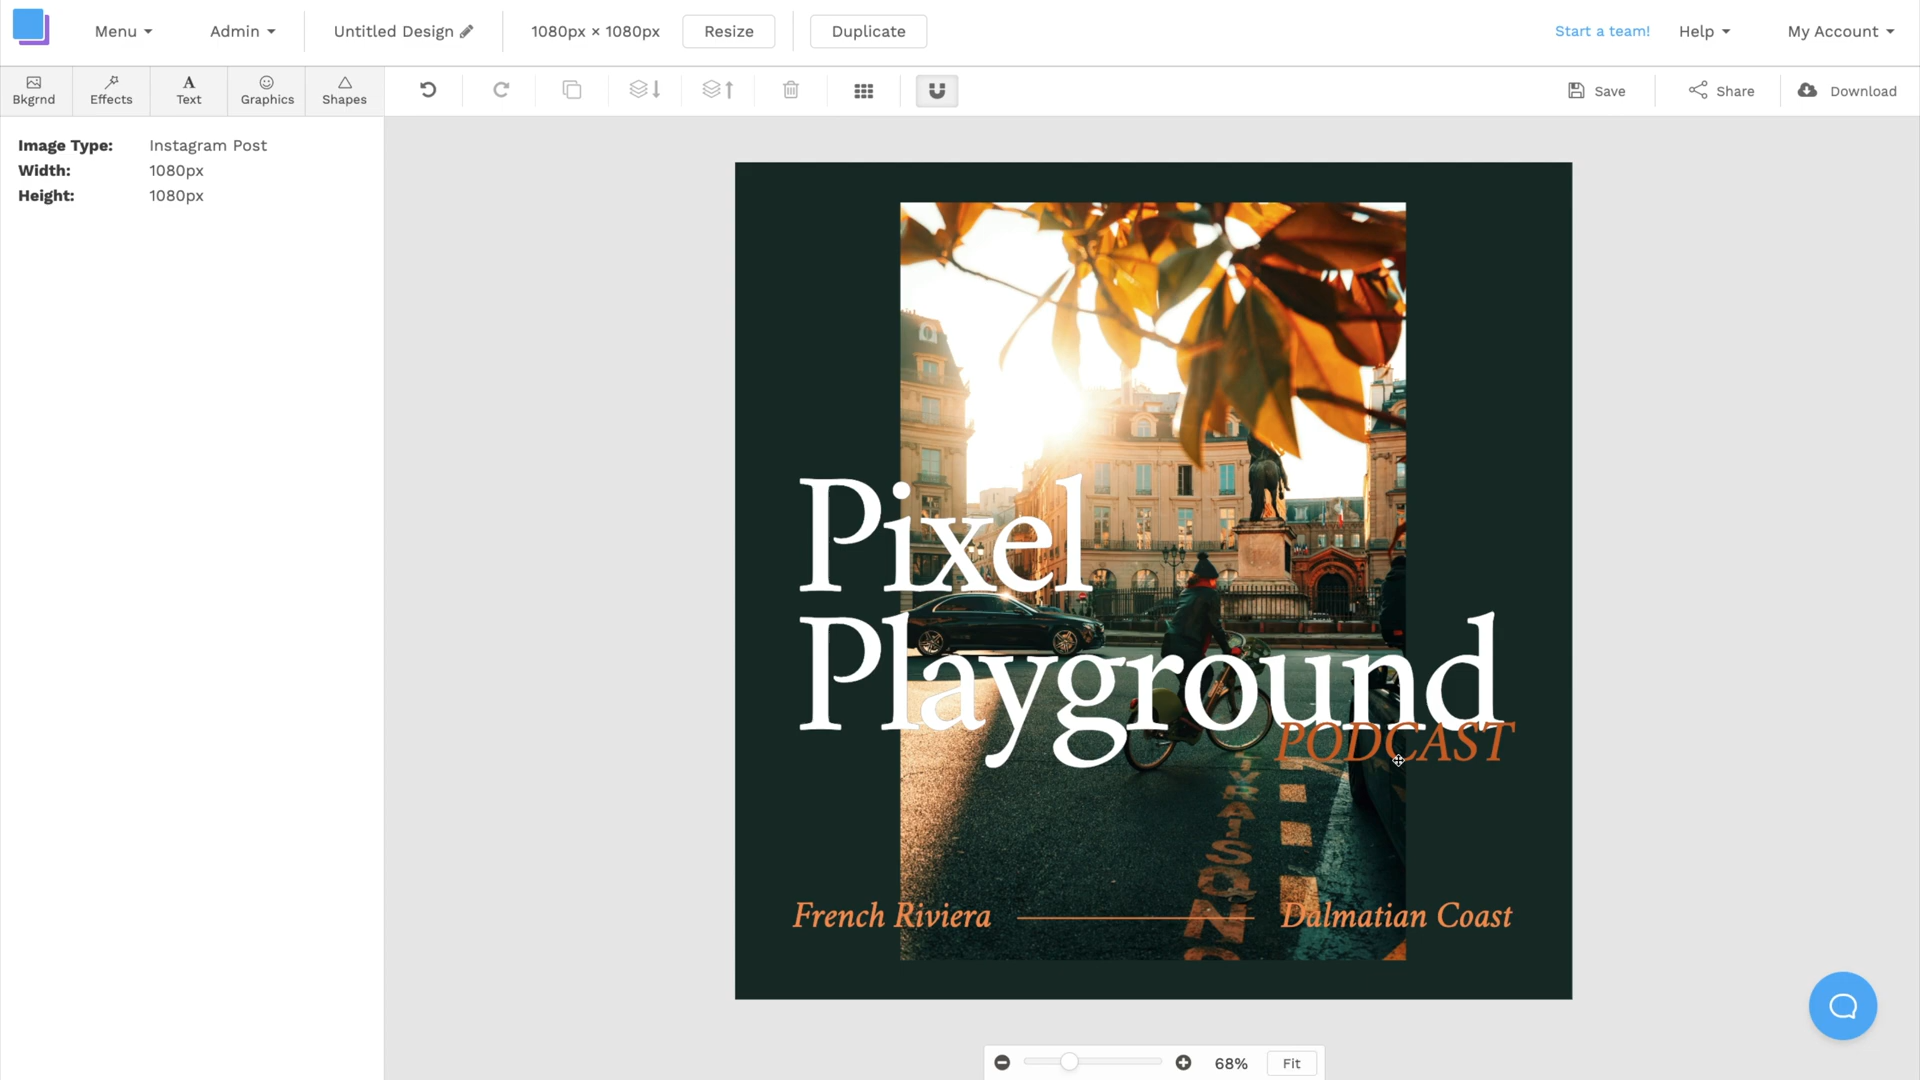 Menu Admin Untitled Design 1080px × 1080px Resize Duplicate Start a team! Help My Account
Bkgrnd Effects Text Graphics Shapes Save Share Download
Image Type: Instagram Post
Width: 1080px
Height: 1080px
Pixel
Playground
PODCAST
French Riviera Dalmatian Coast
68% Fit